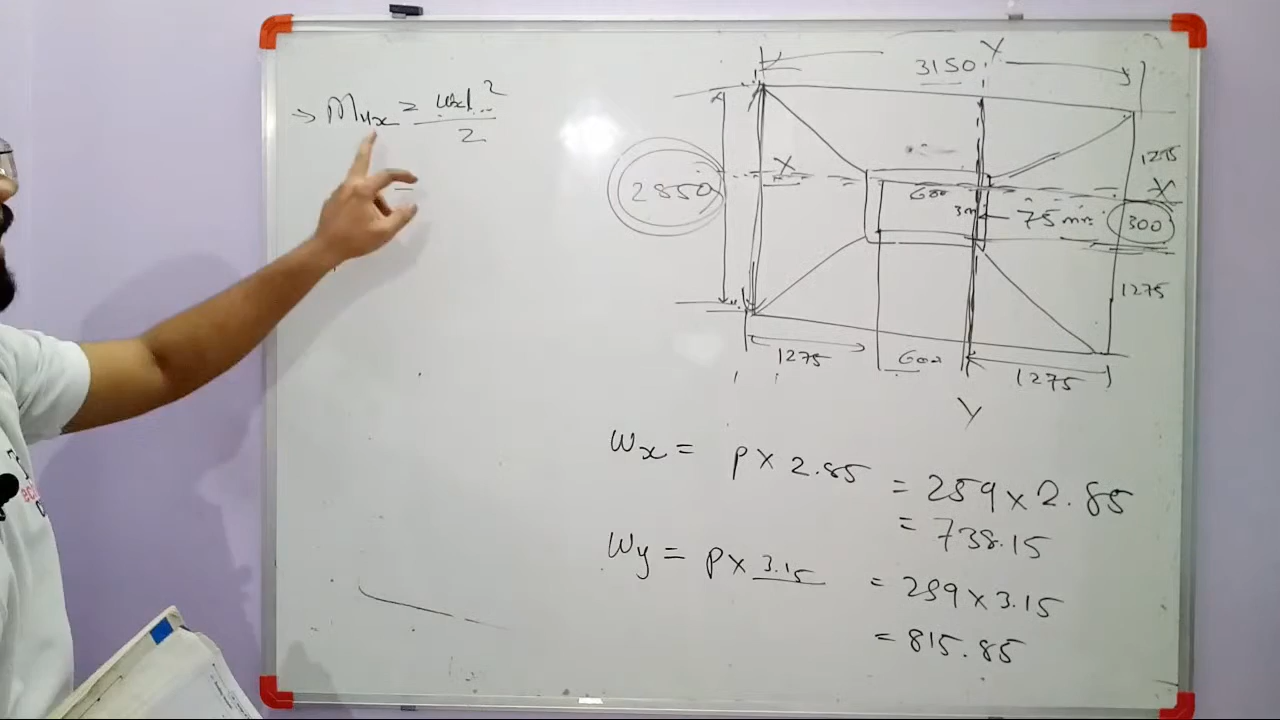 → Mux = wxl²/2
=
3150
Y
1275
X
X
2850
600
3
75 mm
300
1275
1275
600
1275
Y
wx = p x 2.85 = 259 x 2.85
= 738.15
wy = p x 3.15 = 259 x 3.15
= 815.85